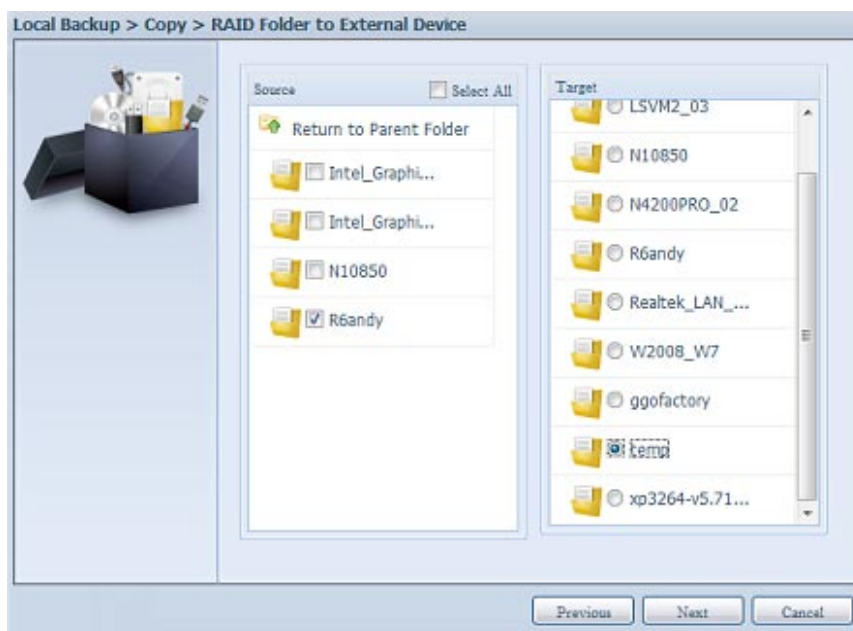 Local Backup > Copy > RAID Folder to External Device
Source
Select All
Return to Parent Folder
Intel_Graphi...
Intel_Graphi...
N10850
R6andy
Target
LSVM2_03
N10850
N4200PRO_02
R6andy
Realtek_LAN_...
W2008_W7
ggofactory
temp
xp3264-v5.71...
Previous
Next
Cancel